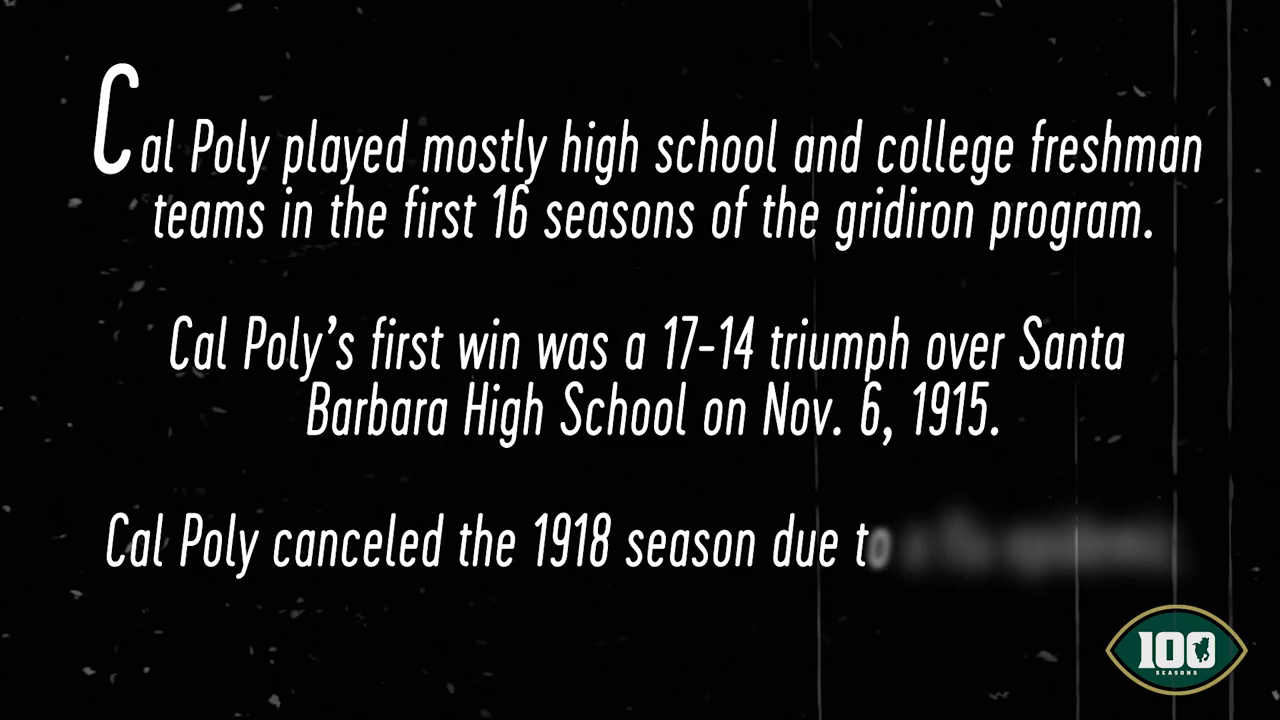 Cal Poly played mostly high school and college freshman
teams in the first 16 seasons of the gridiron program.
Cal Poly's first win was a 17-14 triumph over Santa
Barbara High School on Nov. 6, 1915.
Cal Poly canceled the 1918 season due to
100
SEASONS